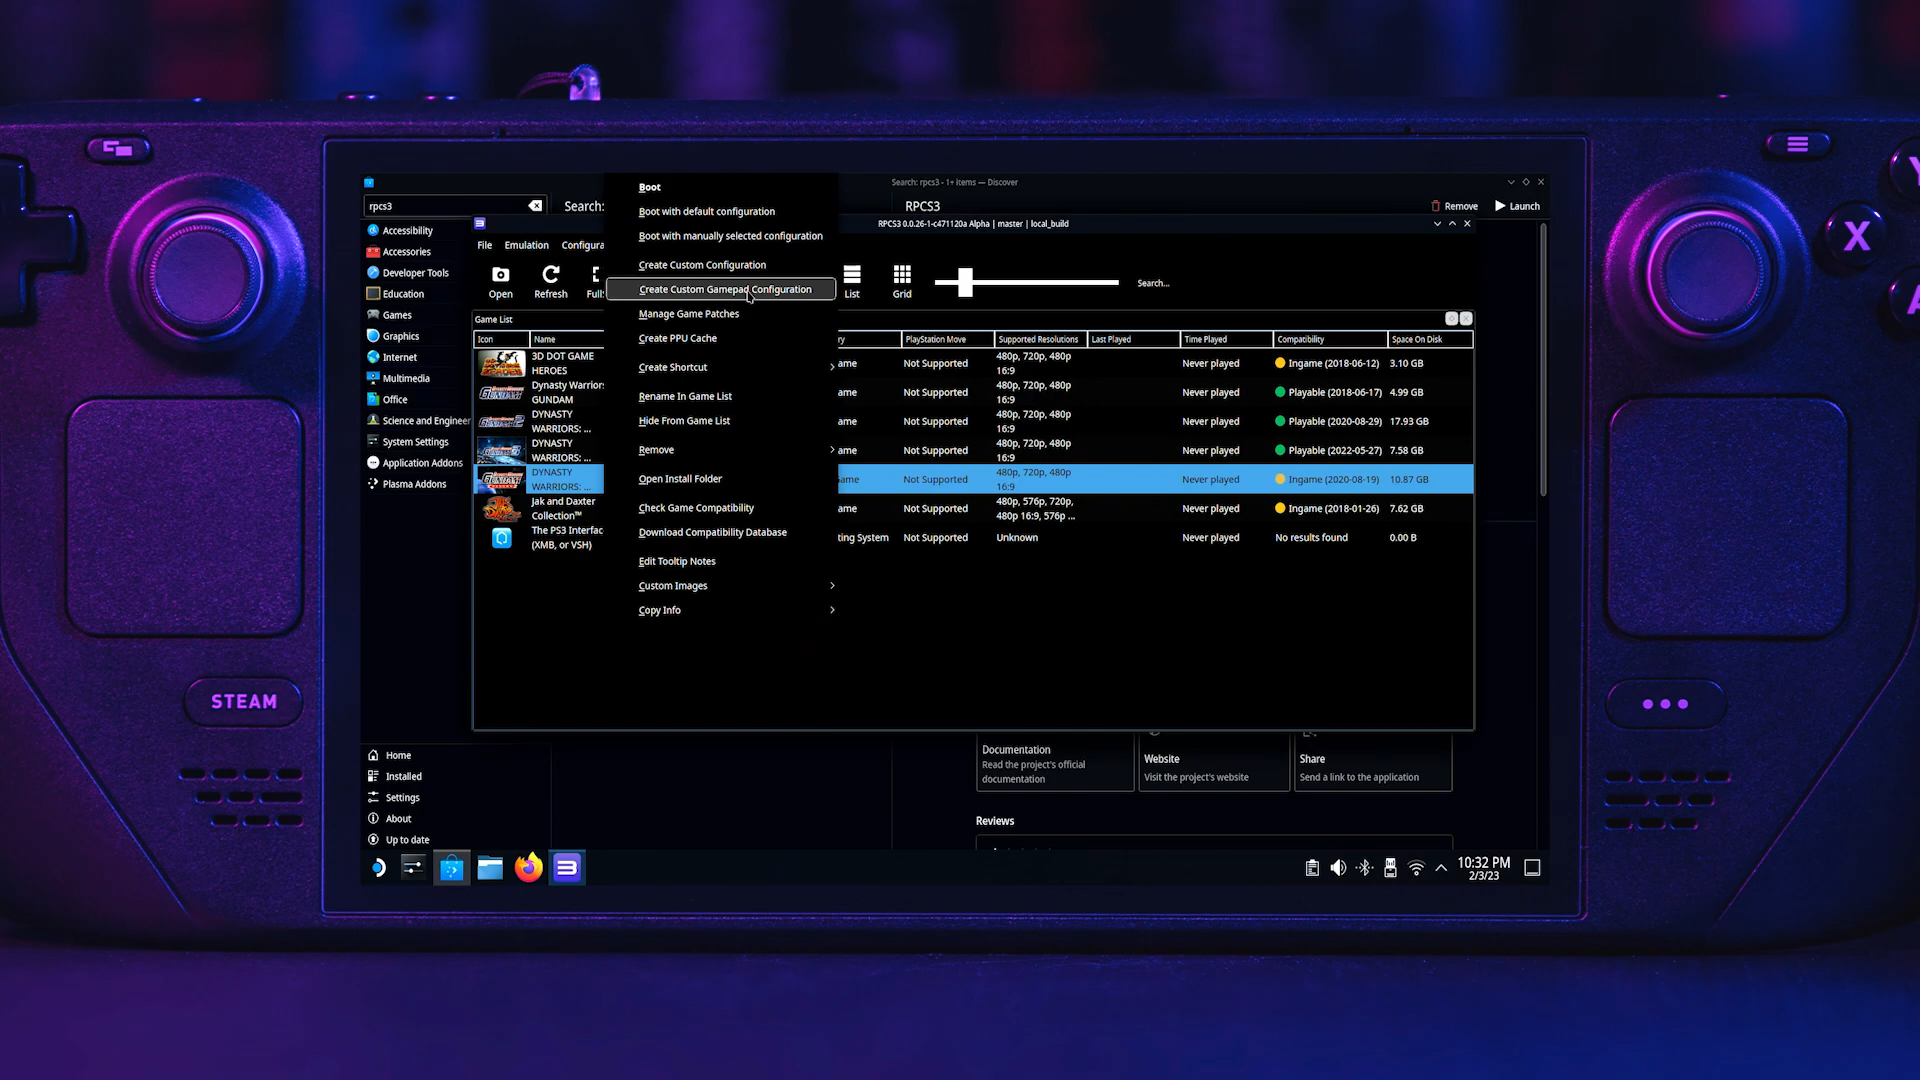 Search: rpcs3 - 1+ items — Discover
rpcs3
Search:
RPCS3
Remove
Launch
RPCS3 0.0.26-1-c471120a Alpha | master | local_build
File
Emulation
Configura
Open
Refresh
Full
List
Grid
Search...
Accessibility
Accessories
Developer Tools
Education
Games
Graphics
Internet
Multimedia
Office
Science and Engineer
System Settings
Application Addons
Plasma Addons
Boot
Boot with default configuration
Boot with manually selected configuration
Create Custom Configuration
Create Custom Gamepad Configuration
Manage Game Patches
Create PPU Cache
Create Shortcut
Rename In Game List
Hide From Game List
Remove
Open Install Folder
Check Game Compatibility
Download Compatibility Database
Edit Tooltip Notes
Custom Images
Copy Info
Game List
Icon Name ry PlayStation Move Supported Resolutions Last Played Time Played Compatibility Space On Disk
3D DOT GAME
HEROES
ame Not Supported
480p, 720p, 480p
16:9
Never played Ingame (2018-06-12) 3.10 GB
Dynasty Warriors
GUNDAM
ame Not Supported
480p, 720p, 480p
16:9
Never played Playable (2018-06-17) 4.99 GB
DYNASTY
WARRIORS: ...
ame Not Supported
480p, 720p, 480p
16:9
Never played Playable (2020-08-29) 17.93 GB
DYNASTY
WARRIORS: ...
ame Not Supported
480p, 720p, 480p
16:9
Never played Playable (2022-05-27) 7.58 GB
DYNASTY
WARRIORS: ...
ame Not Supported
480p, 720p, 480p
16:9
Never played Ingame (2020-08-19) 10.87 GB
Jak and Daxter
Collection™
ame Not Supported
480p, 576p, 720p,
480p 16:9, 576p ...
Never played Ingame (2018-01-26) 7.62 GB
The PS3 Interfac
(XMB, or VSH)
ting System Not Supported Unknown Never played No results found 0.00 B
Documentation
Read the project's official
documentation
Website
Visit the project's website
Share
Send a link to the application
Reviews
Home
Installed
Settings
About
Up to date
10:32 PM
2/3/23
STEAM
X
Y
A